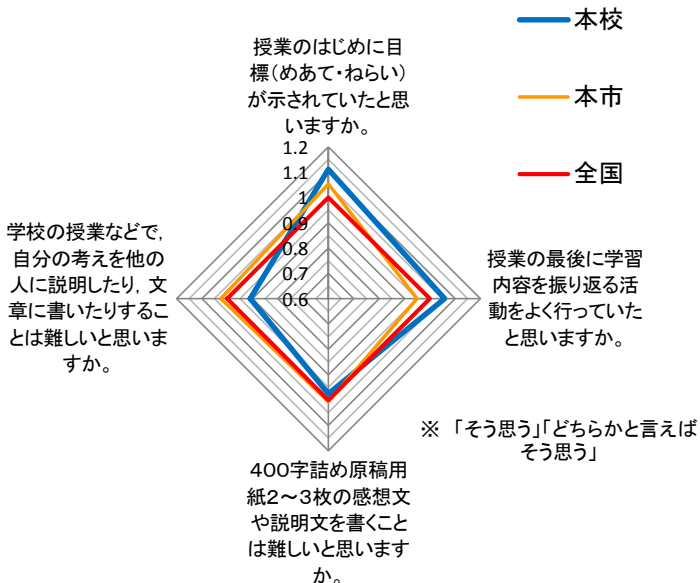 授業のはじめに目
標(めあて・ねらい)
が示されていたと思
いますか。
本校
本市
全国
1.2
1.1
1
0.9
0.8
0.7
0.6
学校の授業などで,
自分の考えを他の
人に説明したり, 文
章に書いたりするこ
とは難しいと思いま
すか。
授業の最後に学習
内容を振り返る活
動をよく行っていた
と思いますか。
※ 「そう思う」「どちらかと言えば
そう思う」
400字詰め原稿用
紙2～3枚の感想文
や説明文を書くこと
は難しいと思います
か。